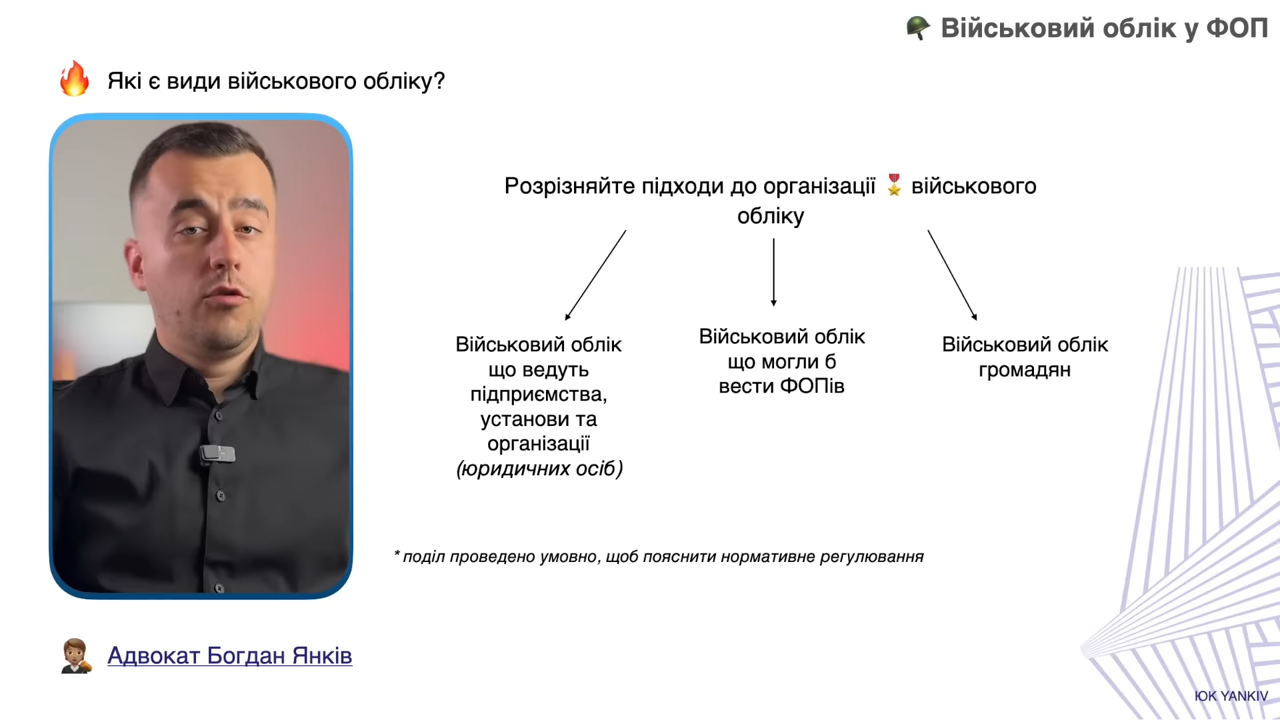 Військовий облік у ФОП
Які є види військового обліку?
Розрізняйте підходи до організації військового
обліку
Військовий облік
що ведуть
підприємства,
установи та
організації
(юридичних осіб)
Військовий облік
що могли б
вести ФОПів
Військовий облік
громадян
* поділ проведено умовно, щоб пояснити нормативне регулювання
Адвокат Богдан Янків
ЮК YANKIV